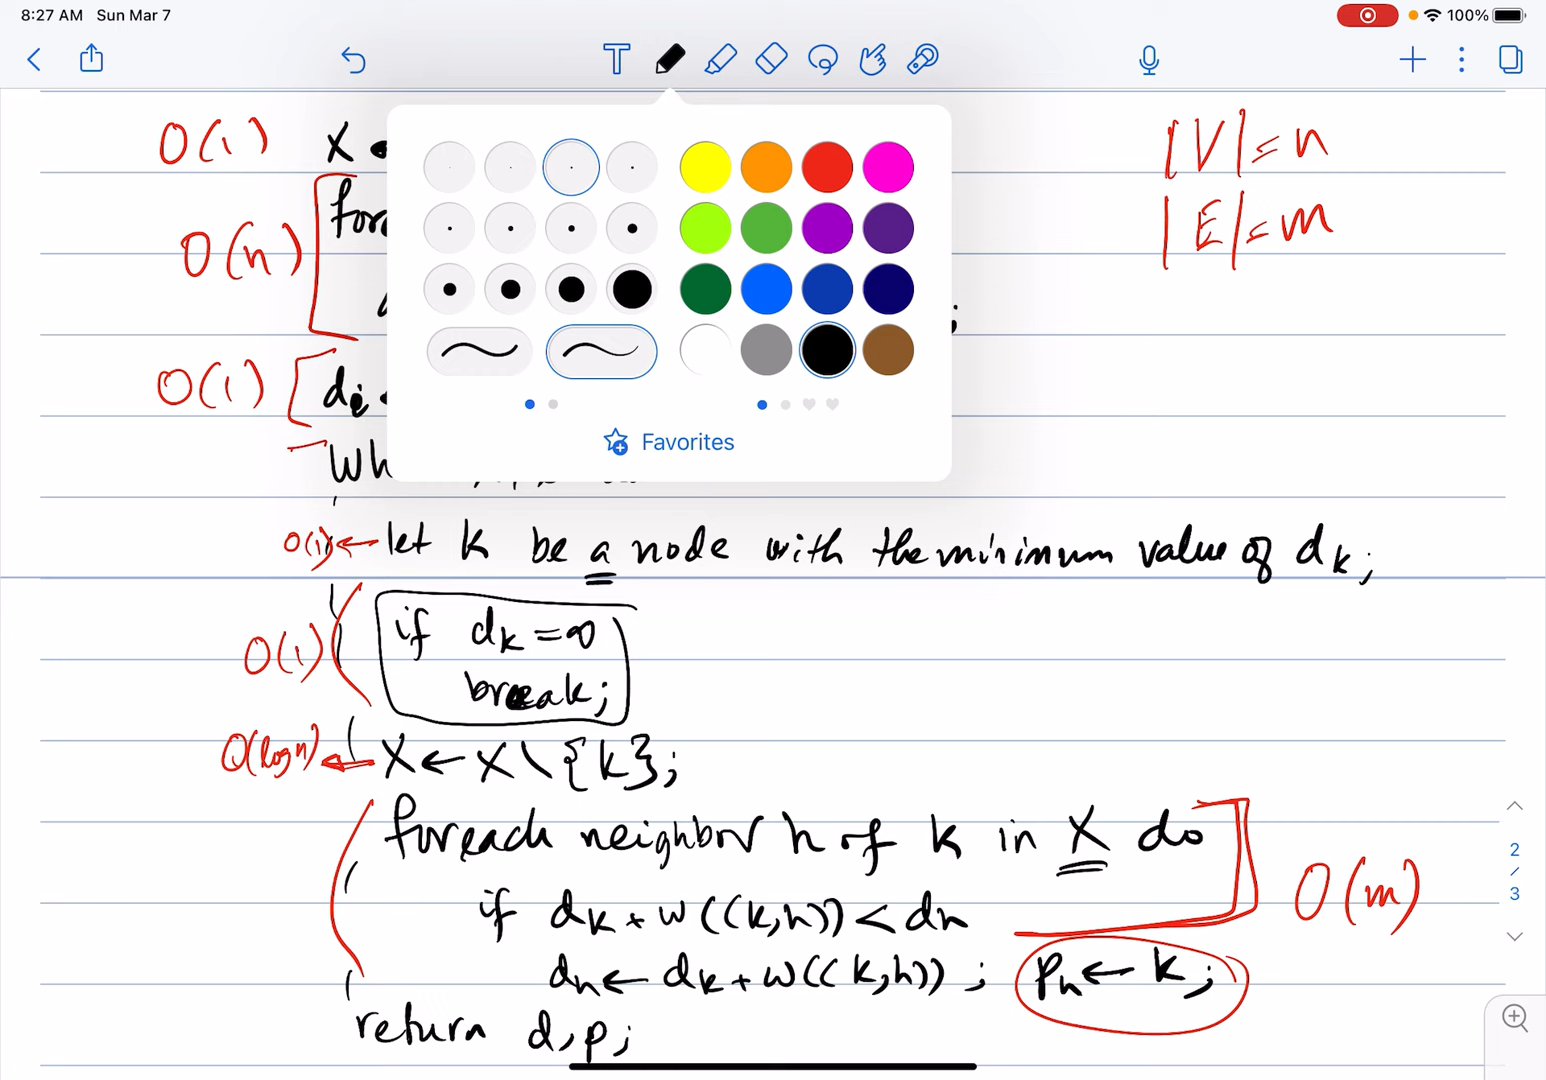 8:27 AM Sun Mar 7 100%
T
Favorites
|V| = n
|E| = m
O(1) X
O(n) fore
;
O(1) di
Wh
O(1) ← let k be a node with the minimum value of dk;
O(1) if dk = ∞
break;
O(logn) ← X ← X \ {k};
foreach neighbor h of k in X do
if dk + w((k,h)) < dh O(m)
dh ← dk + w((k,h)); Ph ← k;
return d,p;
2
/
3